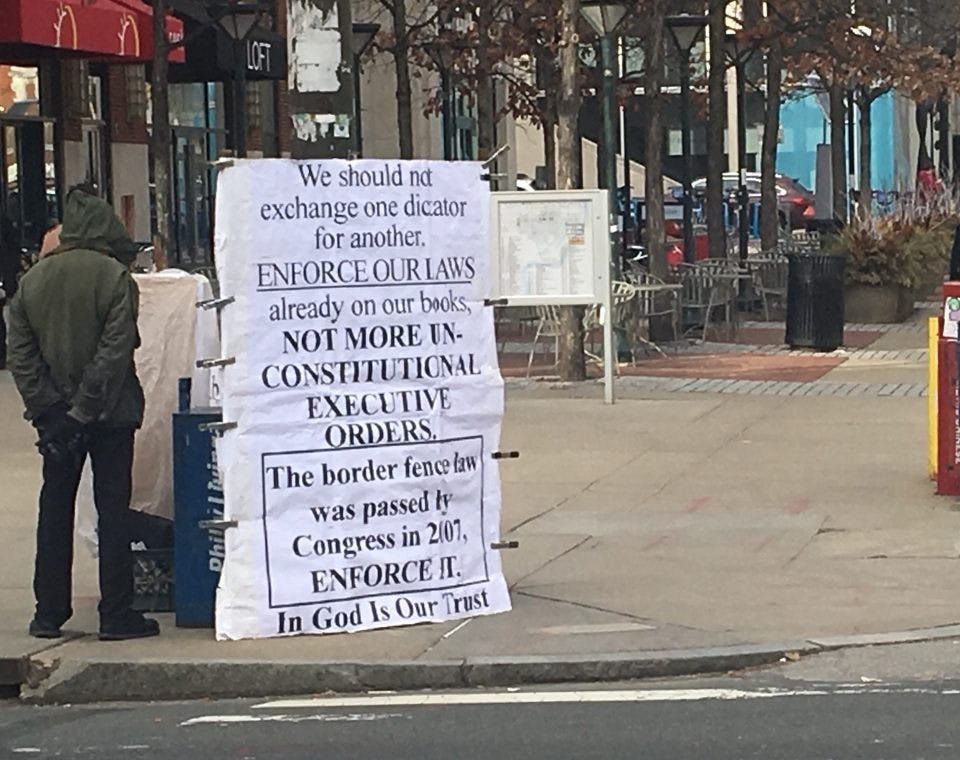 LOFT
We should not
exchange one dicator
for another.
ENFORCE OUR LAWS
already on our books,
NOT MORE UN-
CONSTITUTIONAL
EXECUTIVE
ORDERS.
The border fence law
was passed by
Congress in 2007,
ENFORCE IT.
In God Is Our Trust
Philly Living